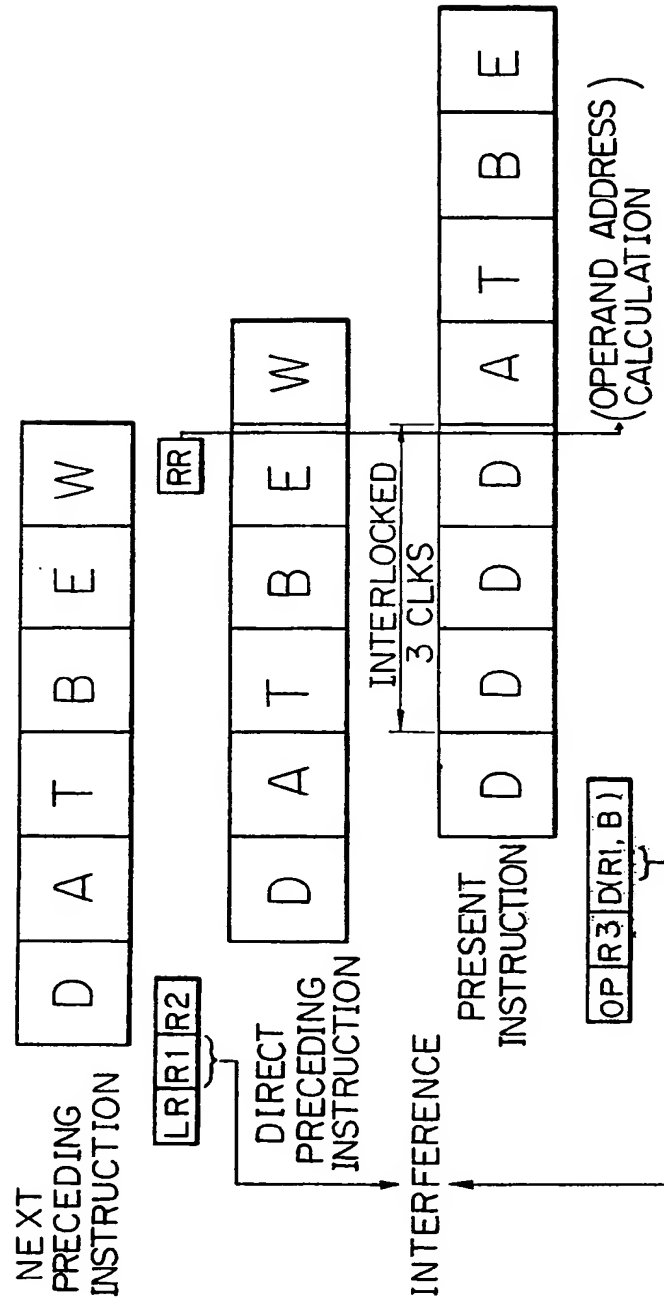 NEXT
PRECEDING
INSTRUCTION
D A T B E W
LR R1 R2
RR
DIRECT
PRECEDING
INSTRUCTION
D A T B E W
INTERFERENCE
INTERLOCKED
3 CLKS
PRESENT
INSTRUCTION
D D D D A T B E
OP R3 D(R1, B)
(OPERAND ADDRESS
CALCULATION)